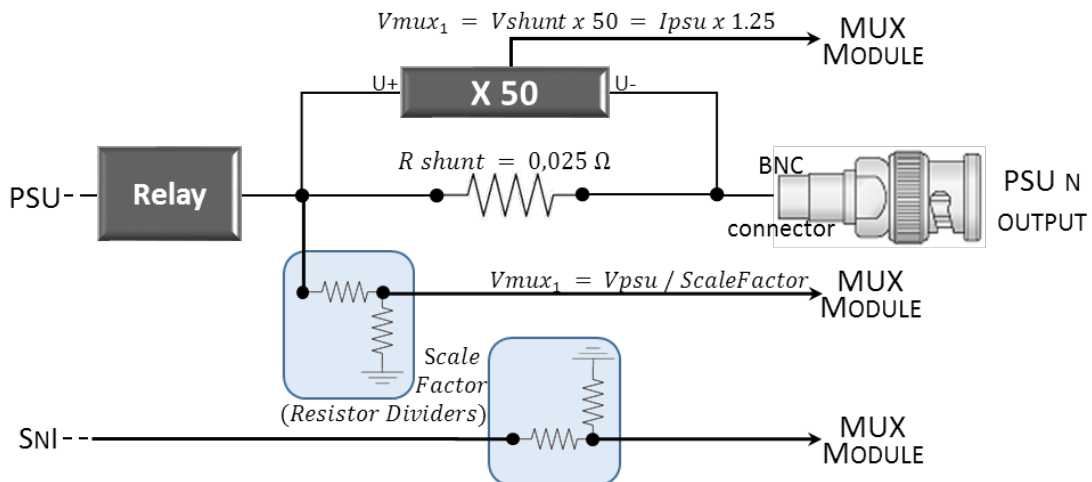 Vmux₁ = Vshunt x 50 = Ipsu x 1.25
MUX
MODULE
U+
X 50
U-
R shunt = 0,025 Ω
BNC
PSU
Relay
PSU N
OUTPUT
connector
Vmux₁ = Vpsu / ScaleFactor
MUX
MODULE
Scale
Factor
(Resistor Dividers)
SNI
MUX
MODULE